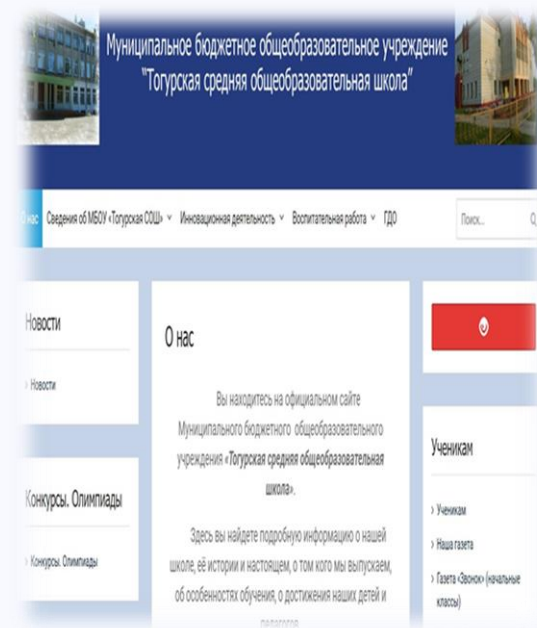 Муниципальное бюджетное общеобразовательное учреждение
"Тогурская средняя общеобразовательная школа"
О нас Сведения об МБОУ «Тогурская СОШ» Инновационная деятельность Воспитательная работа ГДО Поиск...
Новости
› Новости
Конкурсы. Олимпиады
› Конкурсы. Олимпиады
О нас
Вы находитесь на официальном сайте
Муниципального бюджетного общеобразовательного
учреждения «Тогурская средняя общеобразовательная
школа».
Здесь вы найдете подробную информацию о нашей
школе, её истории и настоящем, о том кого мы выпускаем,
об особенностях обучения, о достижения наших детей и
педагогов
Ученикам
› Ученикам
› Наша газета
› Газета «Звонок» (начальные
классы)